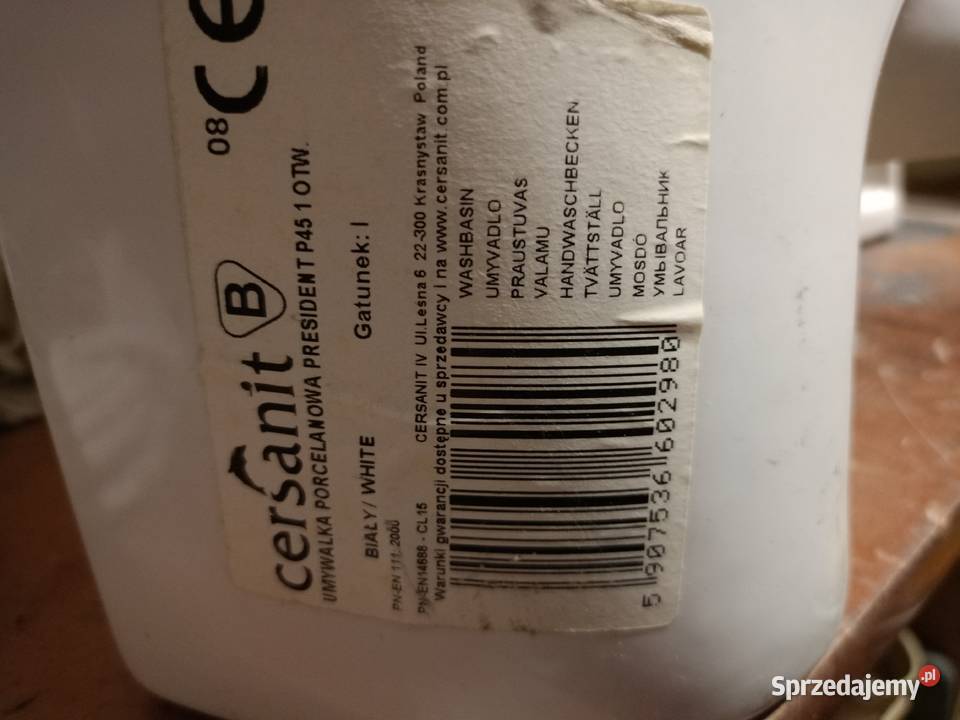 08 CE
cersanit B
UMYWALKA PORCELANOWA PRESIDENT P45 1 OTW.
BIAŁY / WHITE Gatunek: I
PN-EN 111: 2000
PN-EN14688 - CL15 CERSANIT IV Ul.Leśna 6 22-300 Krasnystaw Poland
Warunki gwarancji dostępne u sprzedawcy i na www.cersanit.com.pl
WASHBASIN
UMYVADLO
PRAUSTUVAS
VALAMU
HANDWASCHBECKEN
TVÄTTSTÄLL
UMYVADLO
MOSDÓ
УМЫВАЛЬНИК
LAVOAR
5 907536 602980
Sprzedajemy.pl